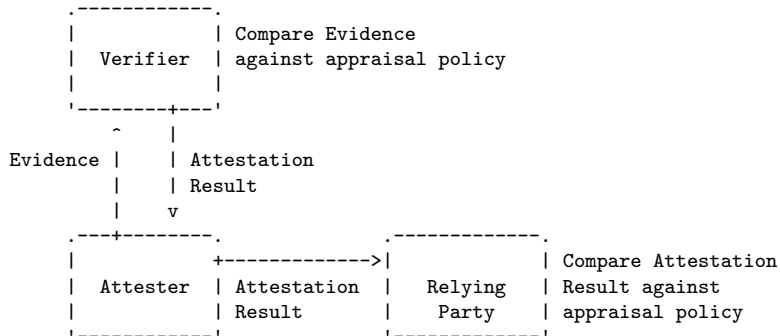 Compare Evidence
Verifier against appraisal policy
Evidence Attestation
Result
Compare Attestation
Attester Attestation Relying Result against
Result Party appraisal policy